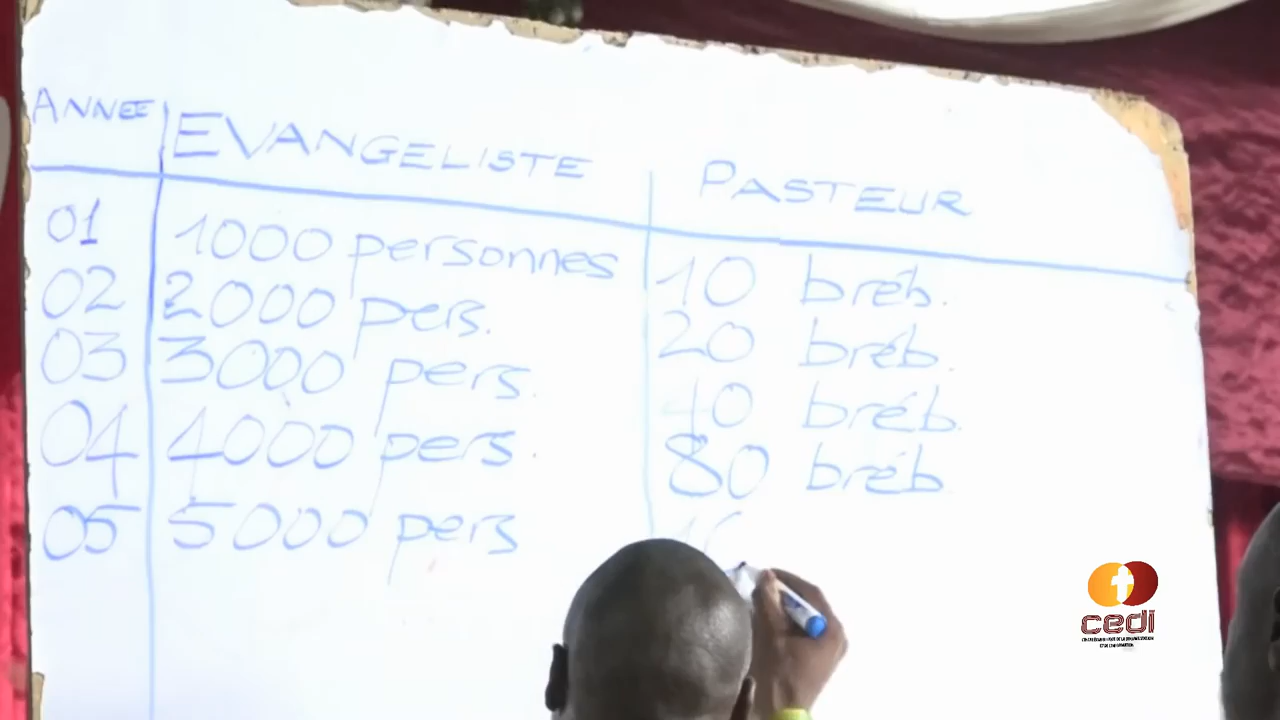 ANNEE EVANGELISTE PASTEUR
01 1000 personnes 10 bréb.
02 2000 pers. 20 bréb.
03 3000 pers. 40 bréb.
04 4000 pers. 80 bréb
05 5000 pers 16
cedi